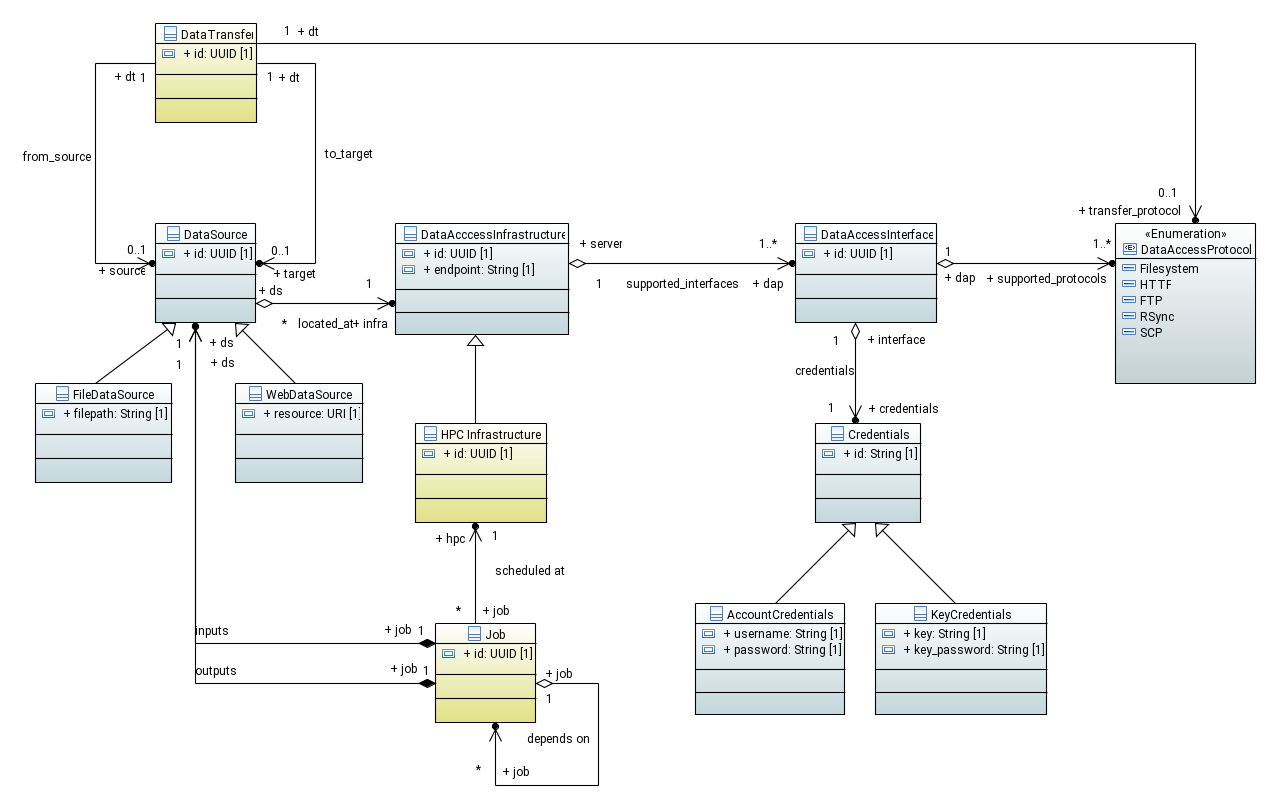 1 + dt
DataTransfer
+ id: UUID [1]
+ dt 1
1 + dt
from_source
to_target
0..1
+ transfer_protocol
0..1
+ source
DataSource
+ id: UUID [1]
0..1
+ target
+ ds
1
* located_at+ infra
DataAcccessInfrastructure
+ id: UUID [1]
+ endpoint: String [1]
+ server
1
supported_interfaces
1..*
+ dap
DataAccessInterface
+ id: UUID [1]
1
+ dap
1..*
+ supported_protocols
«Enumeration»
DataAccessProtocol
Filesystem
HTTP
FTP
RSync
SCP
1 + ds
1 + ds
1 + interface
credentials
1 + credentials
FileDataSource
+ filepath: String [1]
WebDataSource
+ resource: URI [1]
HPC Infrastructure
+ id: UUID [1]
Credentials
+ id: String [1]
+ hpc 1
scheduled at
* + job
AccountCredentials
+ username: String [1]
+ password: String [1]
KeyCredentials
+ key: String [1]
+ key_password: String [1]
inputs
+ job 1
outputs
+ job 1
Job
+ id: UUID [1]
+ job
1
depends on
* + job